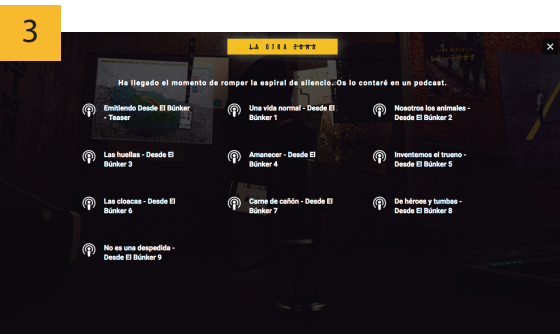 3
LA OTRA TOMA
×
Ha llegado el momento de romper la espiral de silencio. Os lo contaré en un podcast.
Emitiendo Desde El Búnker
- Teaser
Una vida normal - Desde El
Búnker 1
Nosotros los animales -
Desde El Búnker 2
Las huellas - Desde El
Búnker 3
Amanecer - Desde El
Búnker 4
Inventemos el trueno -
Desde El Búnker 5
Las cloacas - Desde El
Búnker 6
Carne de cañón - Desde El
Búnker 7
De héroes y tumbas -
Desde El Búnker 8
No es una despedida -
Desde El Búnker 9